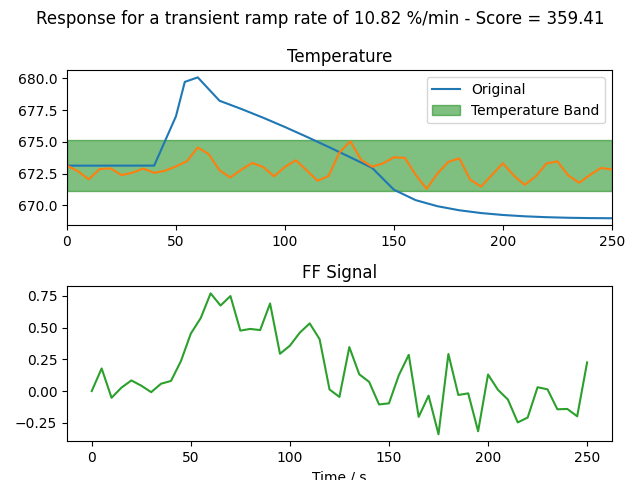 Response for a transient ramp rate of 10.82 %/min - Score = 359.41
Temperature
680.0
677.5
675.0
672.5
670.0
Original
Temperature Band
0 50 100 150 200 250
FF Signal
0.75
0.50
0.25
0.00
−0.25
0 50 100 150 200 250
Time / s